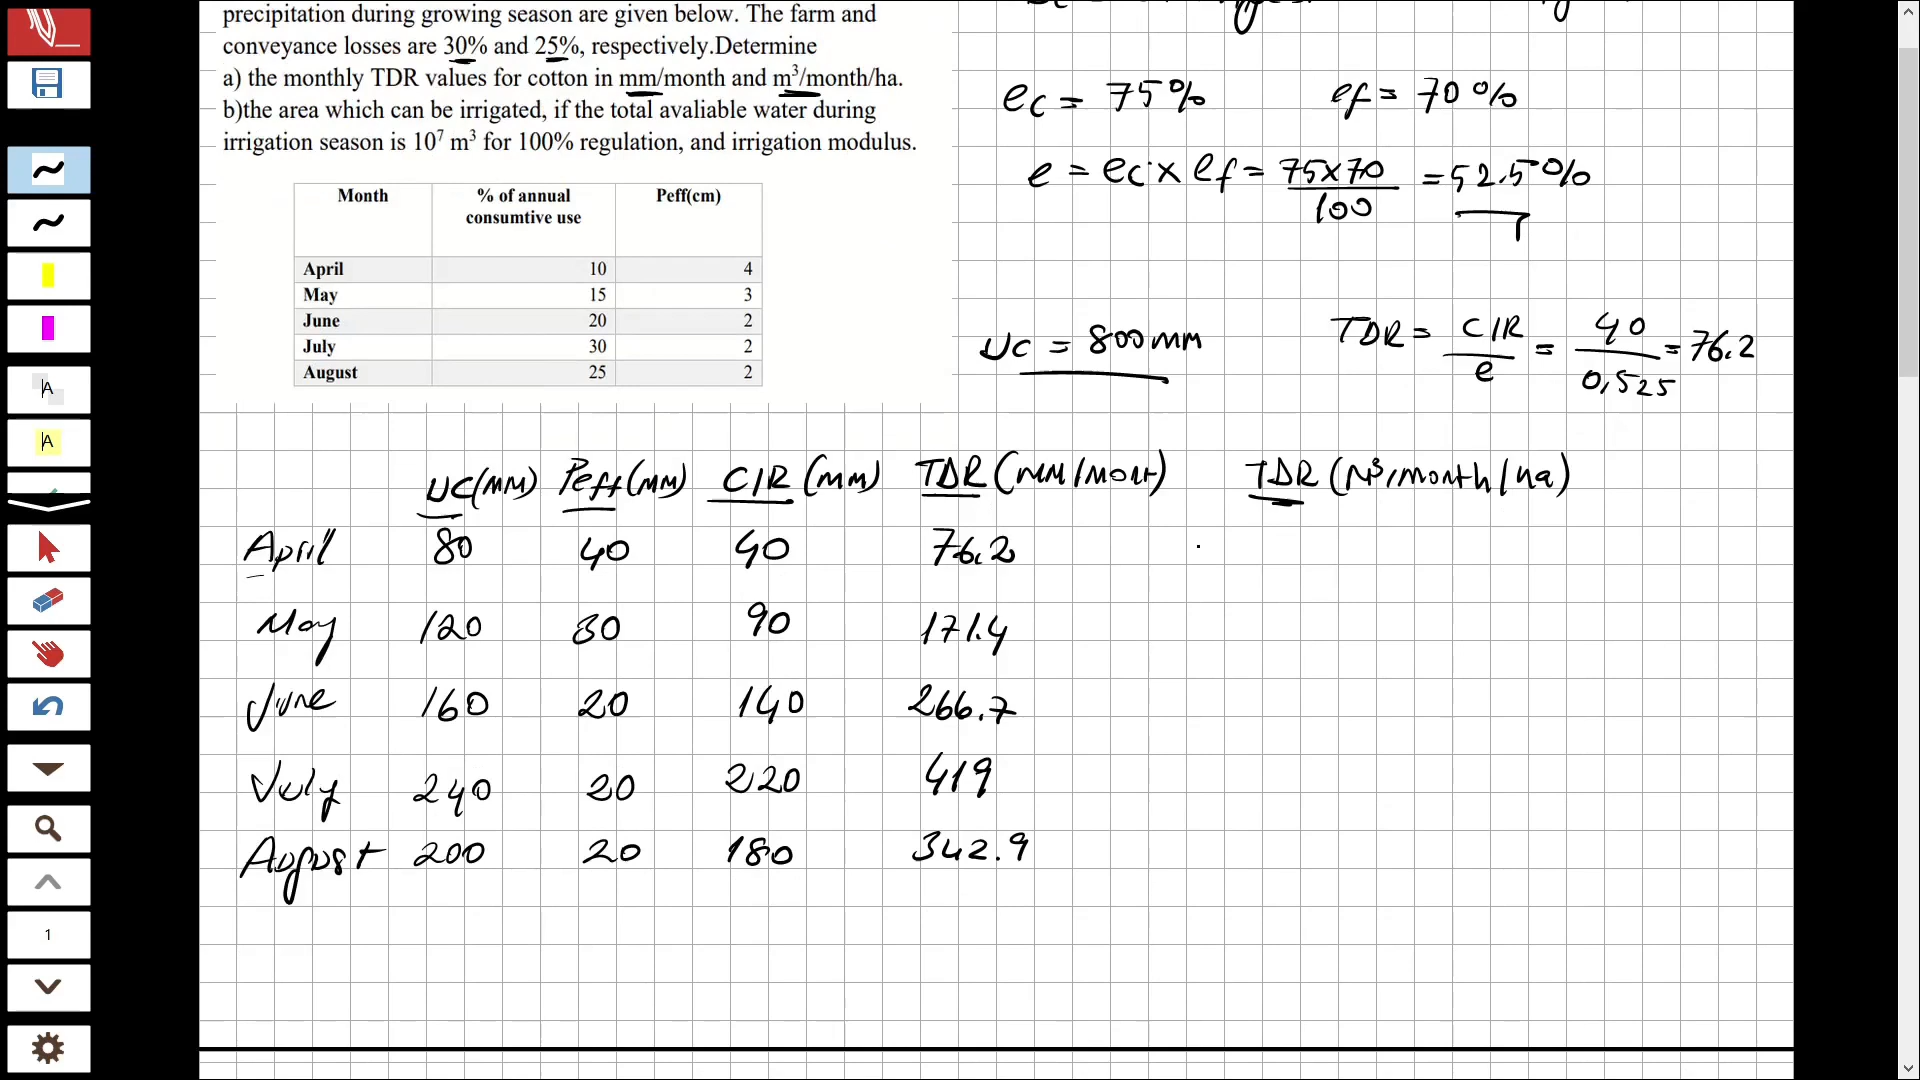 precipitation during growing season are given below. The farm and
conveyance losses are 30% and 25%, respectively.Determine
a) the monthly TDR values for cotton in mm/month and m³/month/ha.
b)the area which can be irrigated, if the total avaliable water during
irrigation season is 10⁷ m³ for 100% regulation, and irrigation modulus.
Month % of annual consumtive use Peff(cm)
April 10 4
May 15 3
June 20 2
July 30 2
August 25 2
ec = 75% ef = 70%
e = ec x ef = 75x70/100 = 52.5%
Uc = 800mm TDR = CIR/e = 40/0,525 = 76.2
UC(MM) Peff(MM) CIR (mm) TDR (MM/Mont) TDR (M³/month/ha)
April 80 40 40 76.2
May 120 30 90 171.4
June 160 20 140 266.7
July 240 20 220 419
August 200 20 180 342.9
A
A
1